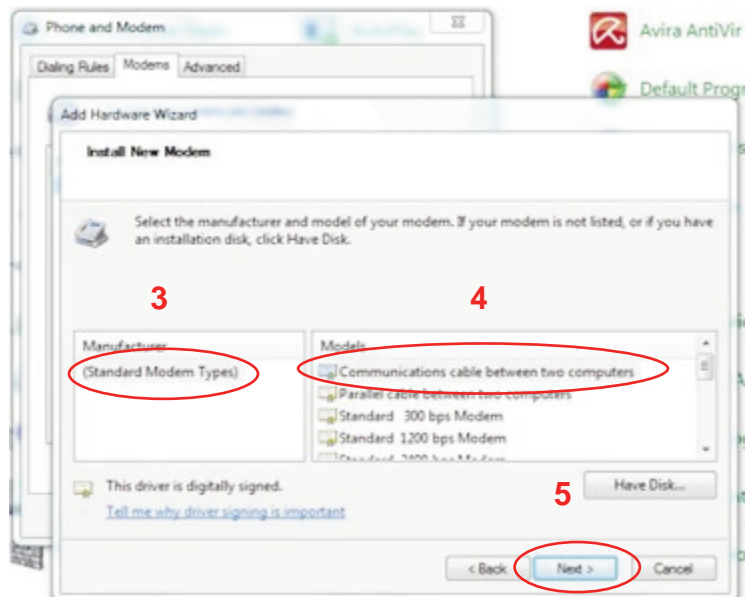 Phone and Modem
Avira AntiVir
Dialing Rules Modems Advanced
Default Progr
Add Hardware Wizard
Install New Modem
Select the manufacturer and model of your modem. If your modem is not listed, or if you have
an installation disk, click Have Disk.
3
4
Manufacturer
Models
(Standard Modem Types)
Communications cable between two computers
Parallel cable between two computers
Standard 300 bps Modem
Standard 1200 bps Modem
Standard 2400 bps Modem
This driver is digitally signed.
5
Have Disk...
Tell me why driver signing is important
< Back
Next >
Cancel